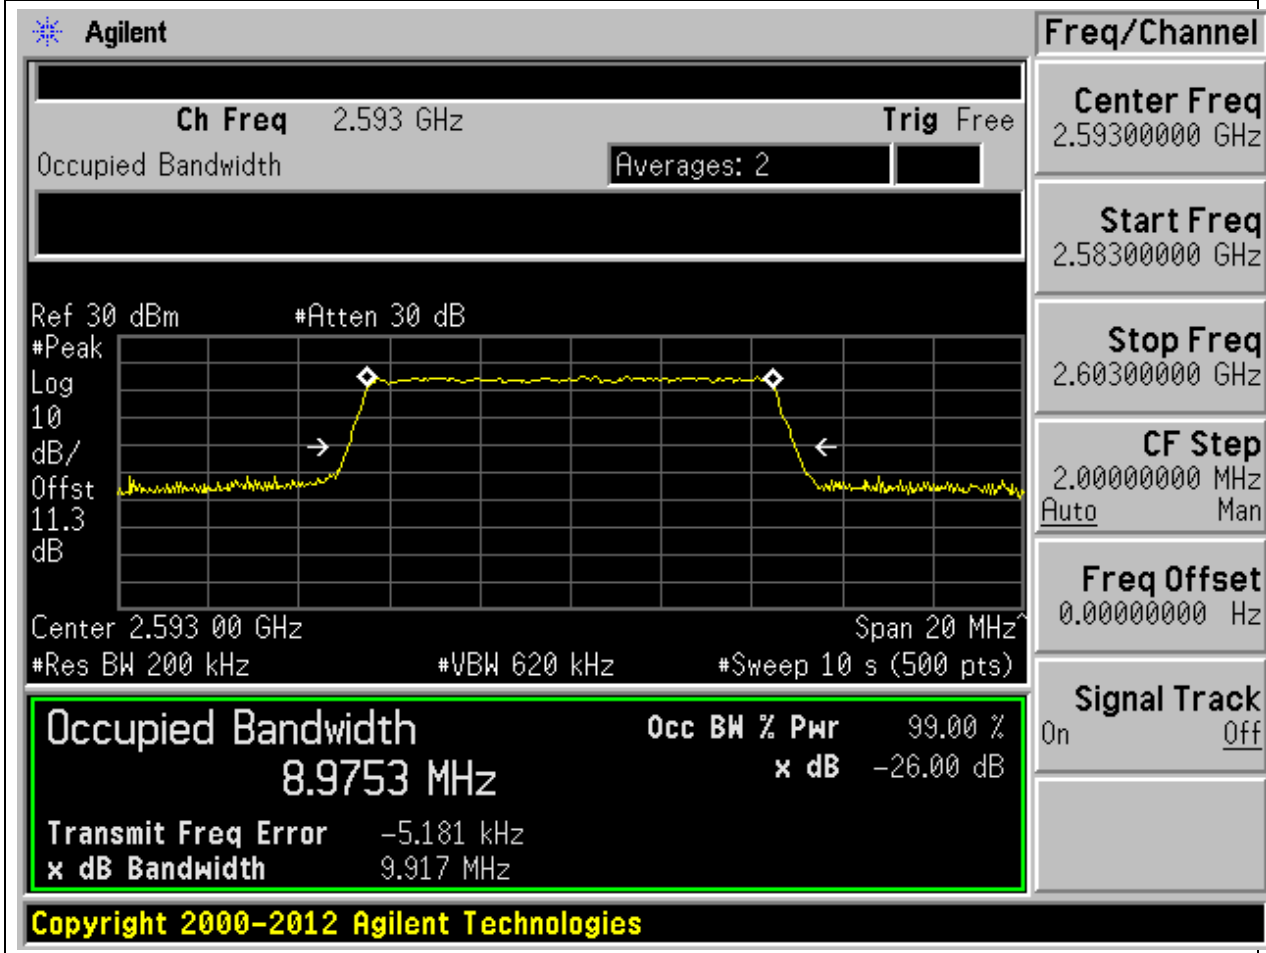 Agilent
Freq/Channel
Ch Freq 2.593 GHz Trig Free
Occupied Bandwidth Averages: 2
Center Freq
2.59300000 GHz
Start Freq
2.58300000 GHz
Stop Freq
2.60300000 GHz
CF Step
2.00000000 MHz
Auto Man
Freq Offset
0.00000000 Hz
Signal Track
On Off
Ref 30 dBm #Atten 30 dB
#Peak
Log
10
dB/
Offst
11.3
dB
Center 2.593 00 GHz Span 20 MHz^
#Res BW 200 kHz #VBW 620 kHz #Sweep 10 s (500 pts)
Occupied Bandwidth Occ BW % Pwr 99.00 %
8.9753 MHz x dB -26.00 dB
Transmit Freq Error -5.181 kHz
x dB Bandwidth 9.917 MHz
Copyright 2000-2012 Agilent Technologies